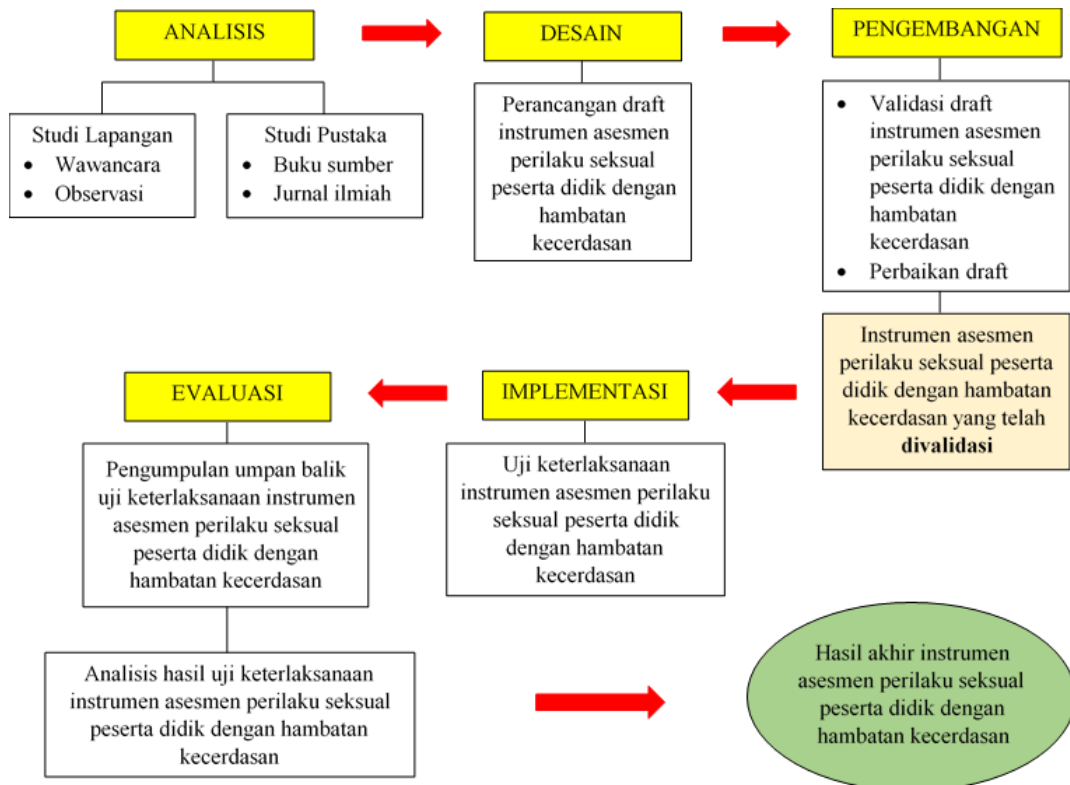 ANALISIS
Studi Lapangan
• Wawancara
• Observasi
Studi Pustaka
• Buku sumber
• Jurnal ilmiah
DESAIN
Perancangan draft
instrumen asesmen
perilaku seksual
peserta didik dengan
hambatan
kecerdasan
PENGEMBANGAN
• Validasi draft
instrumen asesmen
perilaku seksual
peserta didik dengan
hambatan
kecerdasan
• Perbaikan draft
Instrumen asesmen
perilaku seksual peserta
didik dengan hambatan
kecerdasan yang telah
divalidasi
IMPLEMENTASI
Uji keterlaksanaan
instrumen asesmen perilaku
seksual peserta didik
dengan hambatan
kecerdasan
EVALUASI
Pengumpulan umpan balik
uji keterlaksanaan instrumen
asesmen perilaku seksual
peserta didik dengan
hambatan kecerdasan
Analisis hasil uji keterlaksanaan
instrumen asesmen perilaku seksual
peserta didik dengan hambatan
kecerdasan
Hasil akhir instrumen
asesmen perilaku seksual
peserta didik dengan
hambatan kecerdasan